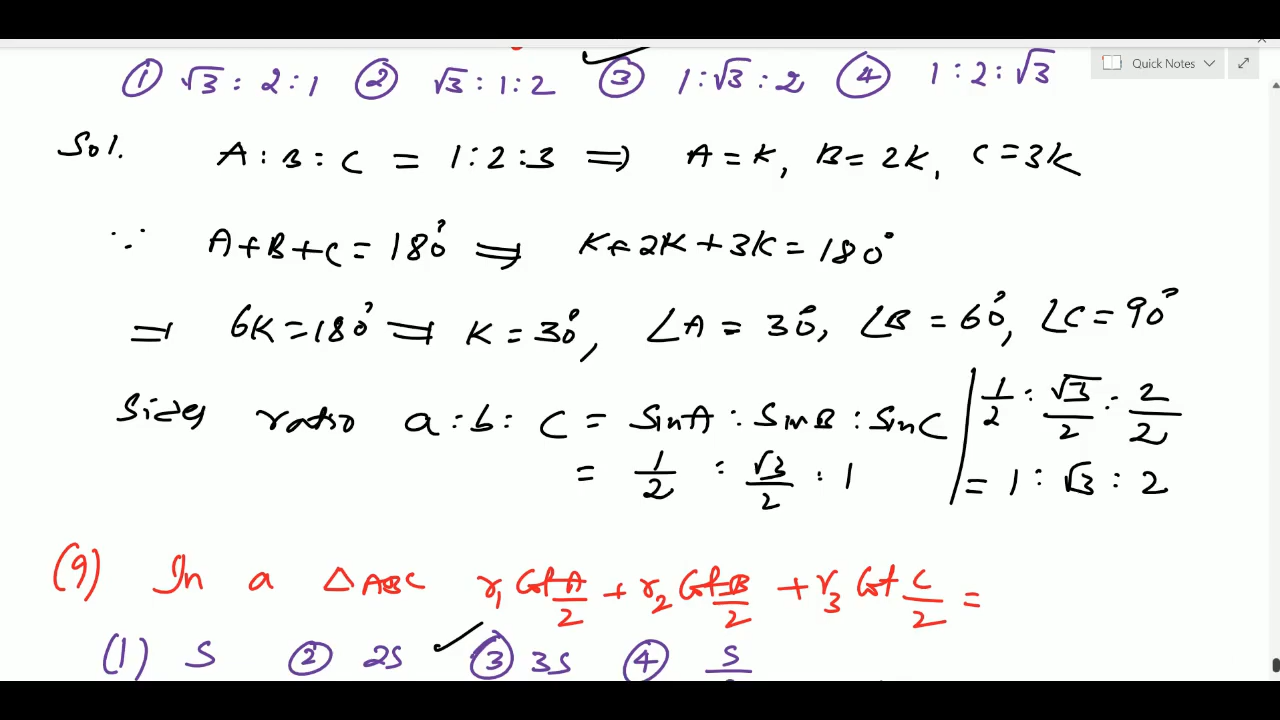 ① √3 : 2 : 1 ② √3 : 1 : 2 ③ 1 : √3 : 2 ④ 1 : 2 : √3
Quick Notes
Sol. A : B : C = 1 : 2 : 3 ⇒ A = K, B = 2K, C = 3K
∵ A + B + C = 180° ⇒ K + 2K + 3K = 180°
⇒ 6K = 180° ⇒ K = 30°, ∠A = 30°, ∠B = 60°, ∠C = 90°
Sides ratio a : b : c = sinA : sinB : sinC | 1/2 : √3/2 : 2/2
= 1/2 : √3/2 : 1 | = 1 : √3 : 2
(9) In a △ABC r₁ Cot A/2 + r₂ Cot B/2 + r₃ Cot C/2 =
(1) S ② 2S ③ 3S ④ S